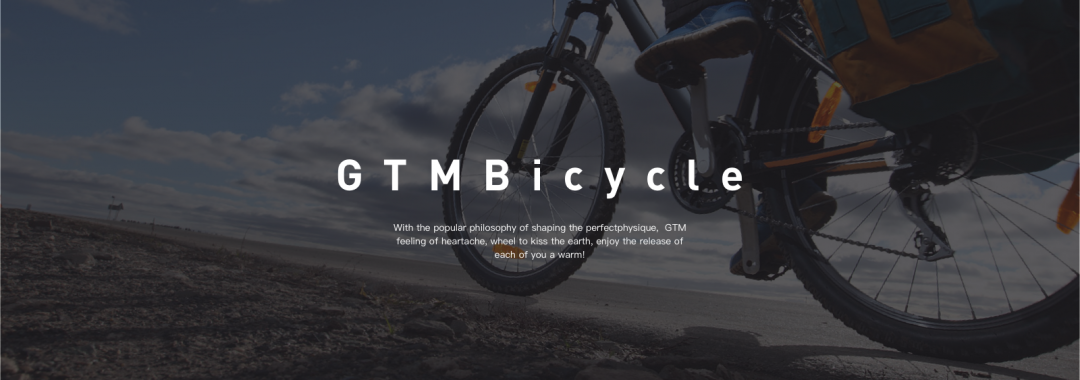 GTMBicycle
With the popular philosophy of shaping the perfectphysique, GTM
feeling of heartache, wheel to kiss the earth, enjoy the release of
each of you a warm!